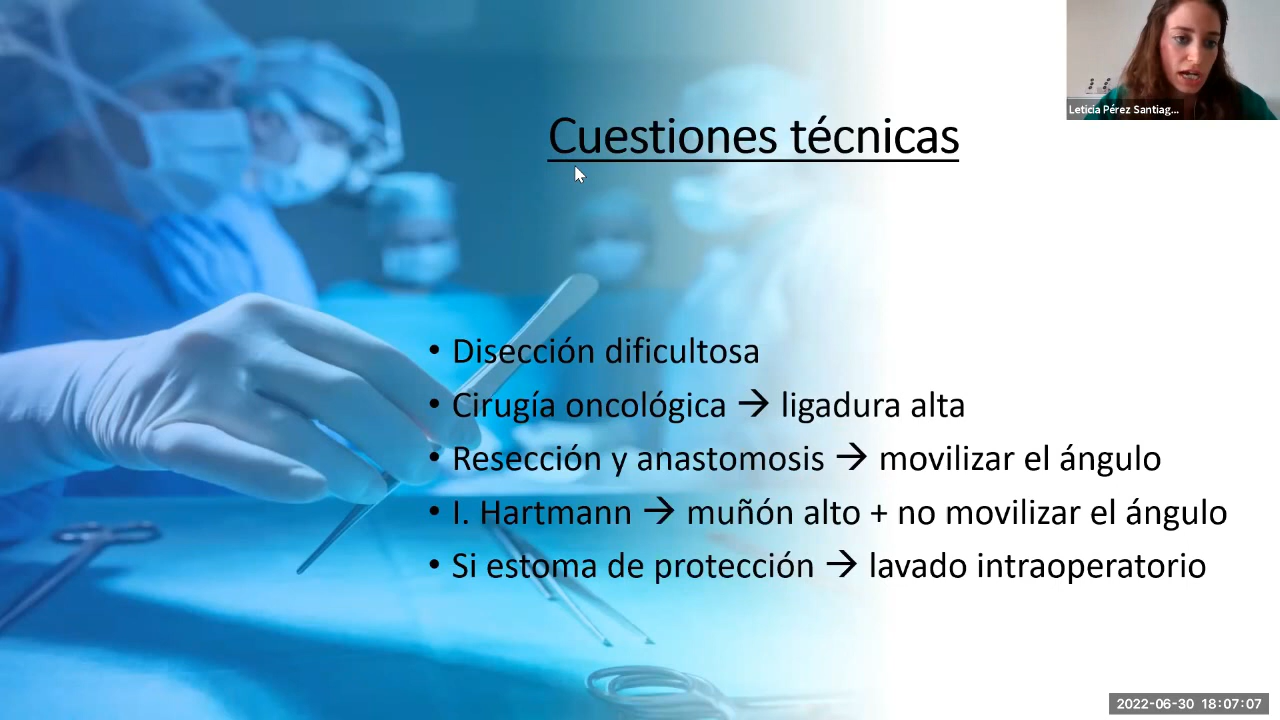 Leticia Pérez Santiag...
Cuestiones técnicas
• Disección dificultosa
• Cirugía oncológica → ligadura alta
• Resección y anastomosis → movilizar el ángulo
• I. Hartmann → muñón alto + no movilizar el ángulo
• Si estoma de protección → lavado intraoperatorio
2022-06-30 18:07:07